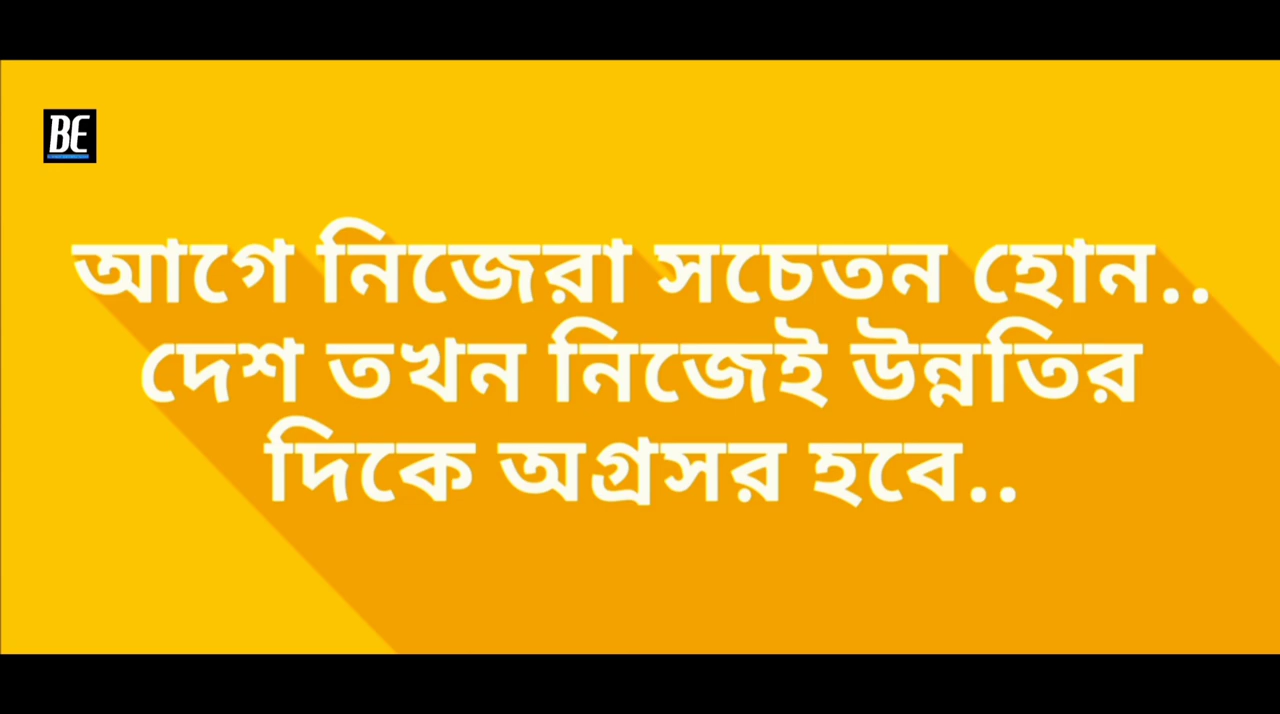 BE
আগে নিজেরা সচেতন হোন..
দেশ তখন নিজেই উন্নতির
দিকে অগ্রসর হবে..